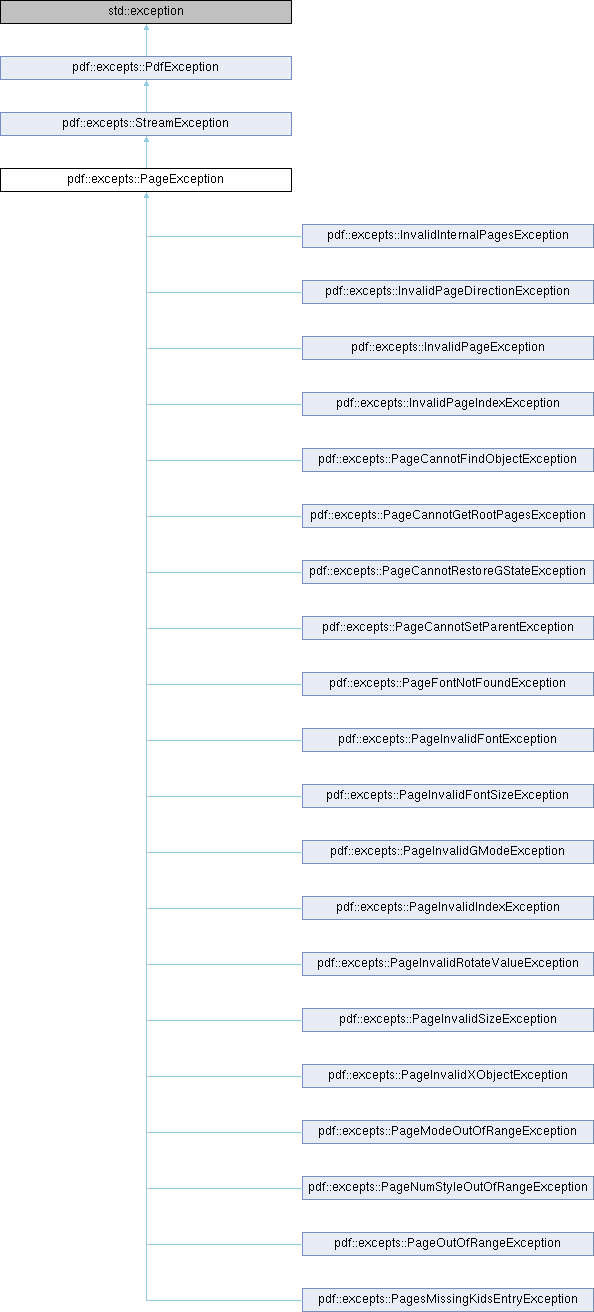 std::exception
pdf::excepts::PdfException
pdf::excepts::StreamException
pdf::excepts::PageException
pdf::excepts::InvalidInternalPagesException
pdf::excepts::InvalidPageDirectionException
pdf::excepts::InvalidPageException
pdf::excepts::InvalidPageIndexException
pdf::excepts::PageCannotFindObjectException
pdf::excepts::PageCannotGetRootPagesException
pdf::excepts::PageCannotRestoreGStateException
pdf::excepts::PageCannotSetParentException
pdf::excepts::PageFontNotFoundException
pdf::excepts::PageInvalidFontException
pdf::excepts::PageInvalidFontSizeException
pdf::excepts::PageInvalidGModeException
pdf::excepts::PageInvalidIndexException
pdf::excepts::PageInvalidRotateValueException
pdf::excepts::PageInvalidSizeException
pdf::excepts::PageInvalidXObjectException
pdf::excepts::PageModeOutOfRangeException
pdf::excepts::PageNumStyleOutOfRangeException
pdf::excepts::PageOutOfRangeException
pdf::excepts::PagesMissingKidsEntryException